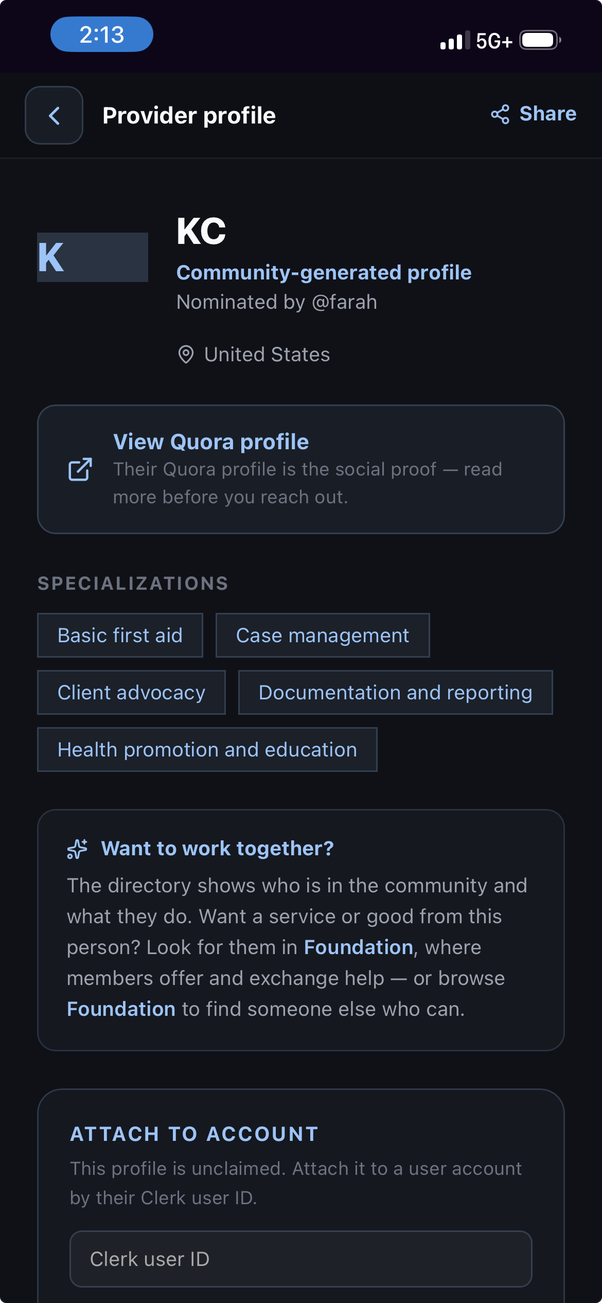 2:13
5G+
Provider profile
Share
K
KC
Community-generated profile
Nominated by @farah
United States
View Quora profile
Their Quora profile is the social proof — read
more before you reach out.
SPECIALIZATIONS
Basic first aid
Case management
Client advocacy
Documentation and reporting
Health promotion and education
Want to work together?
The directory shows who is in the community and
what they do. Want a service or good from this
person? Look for them in Foundation, where
members offer and exchange help — or browse
Foundation to find someone else who can.
ATTACH TO ACCOUNT
This profile is unclaimed. Attach it to a user account
by their Clerk user ID.
Clerk user ID